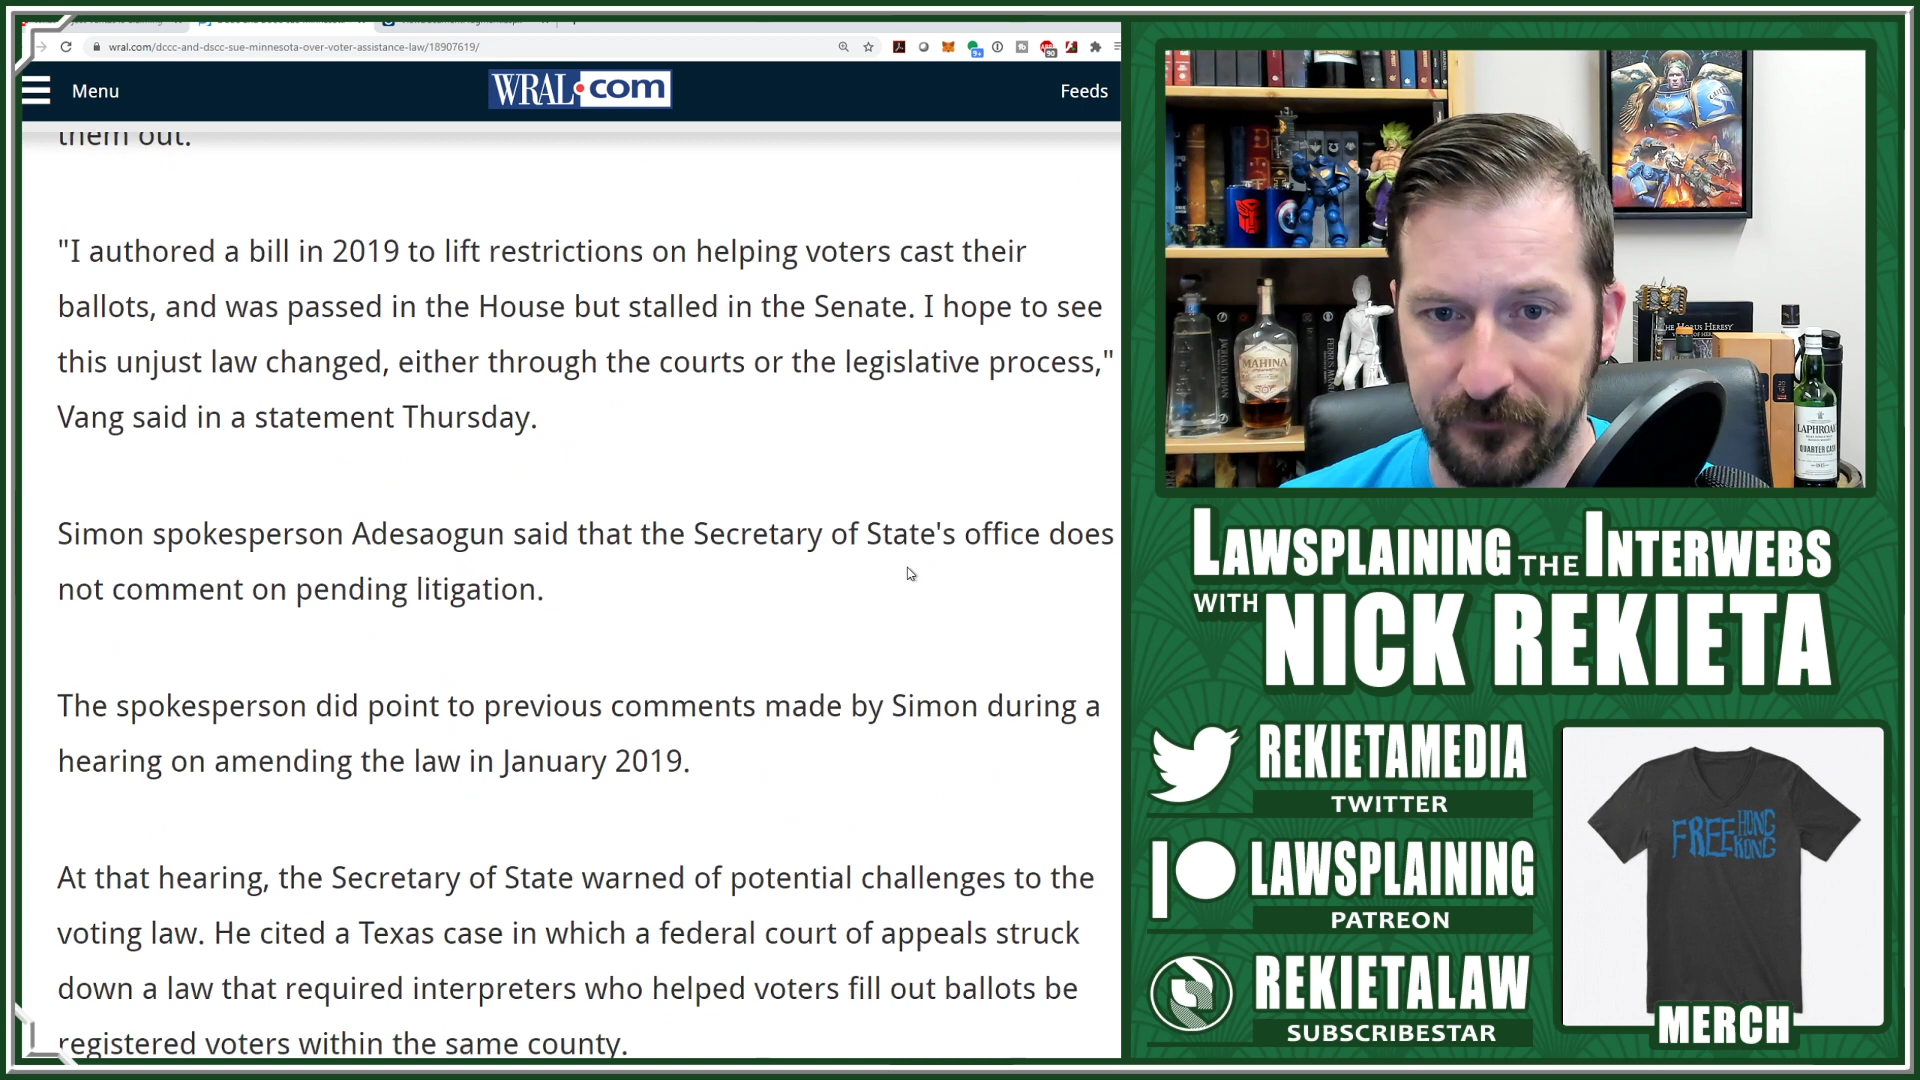 wral.com/dccc-and-dscc-sue-minnesota-over-voter-assistance-law/18907619/
Menu
WRAL.com
Feeds
them out.
"I authored a bill in 2019 to lift restrictions on helping voters cast their
ballots, and was passed in the House but stalled in the Senate. I hope to see
this unjust law changed, either through the courts or the legislative process,"
Vang said in a statement Thursday.
Simon spokesperson Adesaogun said that the Secretary of State's office does
not comment on pending litigation.
The spokesperson did point to previous comments made by Simon during a
hearing on amending the law in January 2019.
At that hearing, the Secretary of State warned of potential challenges to the
voting law. He cited a Texas case in which a federal court of appeals struck
down a law that required interpreters who helped voters fill out ballots be
registered voters within the same county.
MAHINA
THE HORUS HERESY
LAPHROAIG
QUARTER CASK
LAWSPLAINING THE INTERWEBS
WITH NICK REKIETA
REKIETAMEDIA
TWITTER
LAWSPLAINING
PATREON
REKIETALAW
SUBSCRIBESTAR
FREE HONG KONG
MERCH